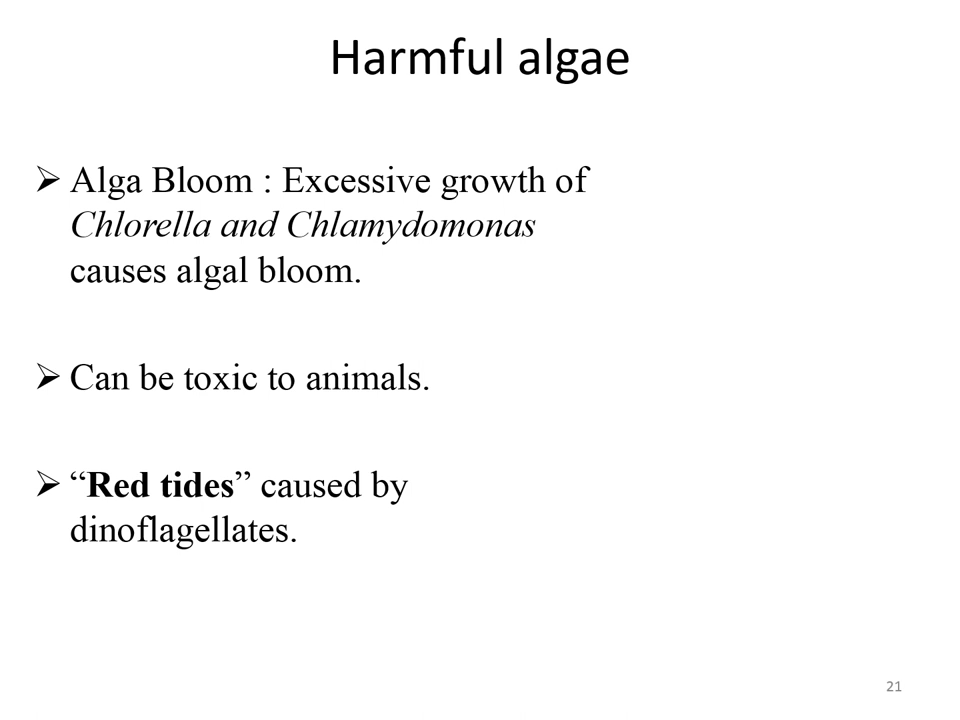 Harmful algae
➢ Alga Bloom : Excessive growth of
Chlorella and Chlamydomonas
causes algal bloom.
➢ Can be toxic to animals.
➢ “Red tides” caused by
dinoflagellates.
21